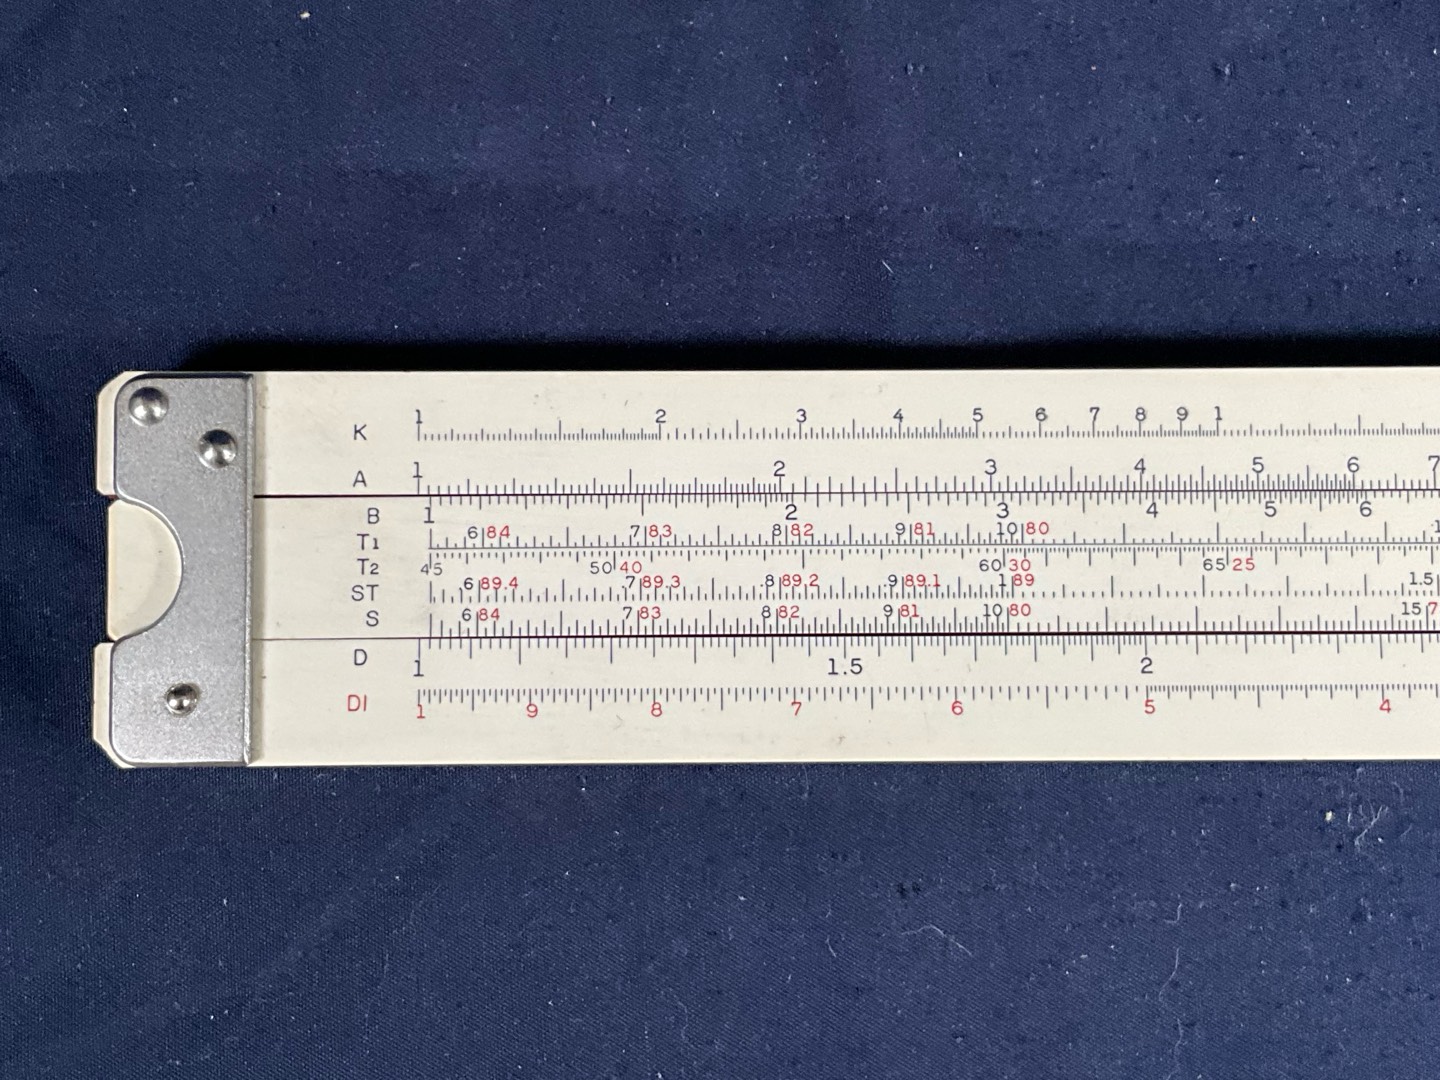 K 1 2 3 4 5 6 7 8 9 1
A 1 2 3 4 5 6 7
B 1 2 3 4 5 6
T1 6 84 7 83 8 82 9 81 10 80
T2 45 50 40 60 30 65 25
ST .6 89.4 .7 89.3 .8 89.2 .9 89.1 1 89 1.5
S 6 84 7 83 8 82 9 81 10 80 15 7
D 1 1.5 2
DI 1 9 8 7 6 5 4